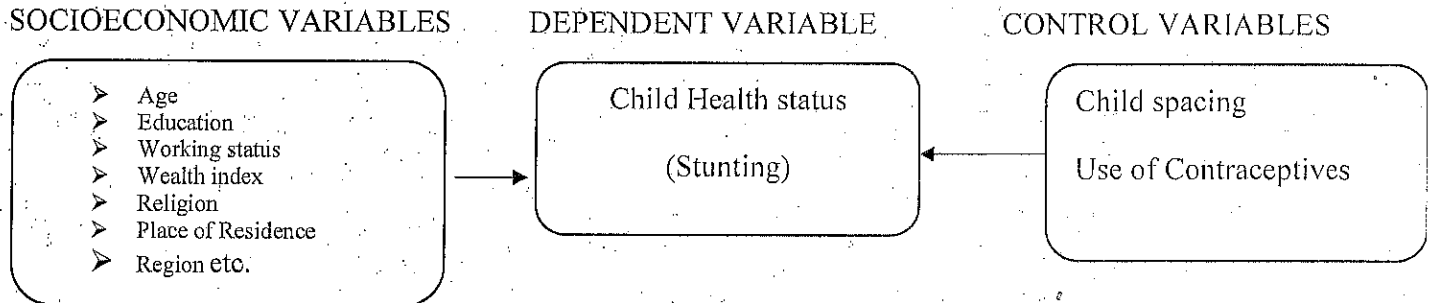 SOCIOECONOMIC VARIABLES DEPENDENT VARIABLE CONTROL VARIABLES
➢ Age
➢ Education
➢ Working status
➢ Wealth index
➢ Religion
➢ Place of Residence
➢ Region etc.
Child Health status
(Stunting)
Child spacing
Use of Contraceptives